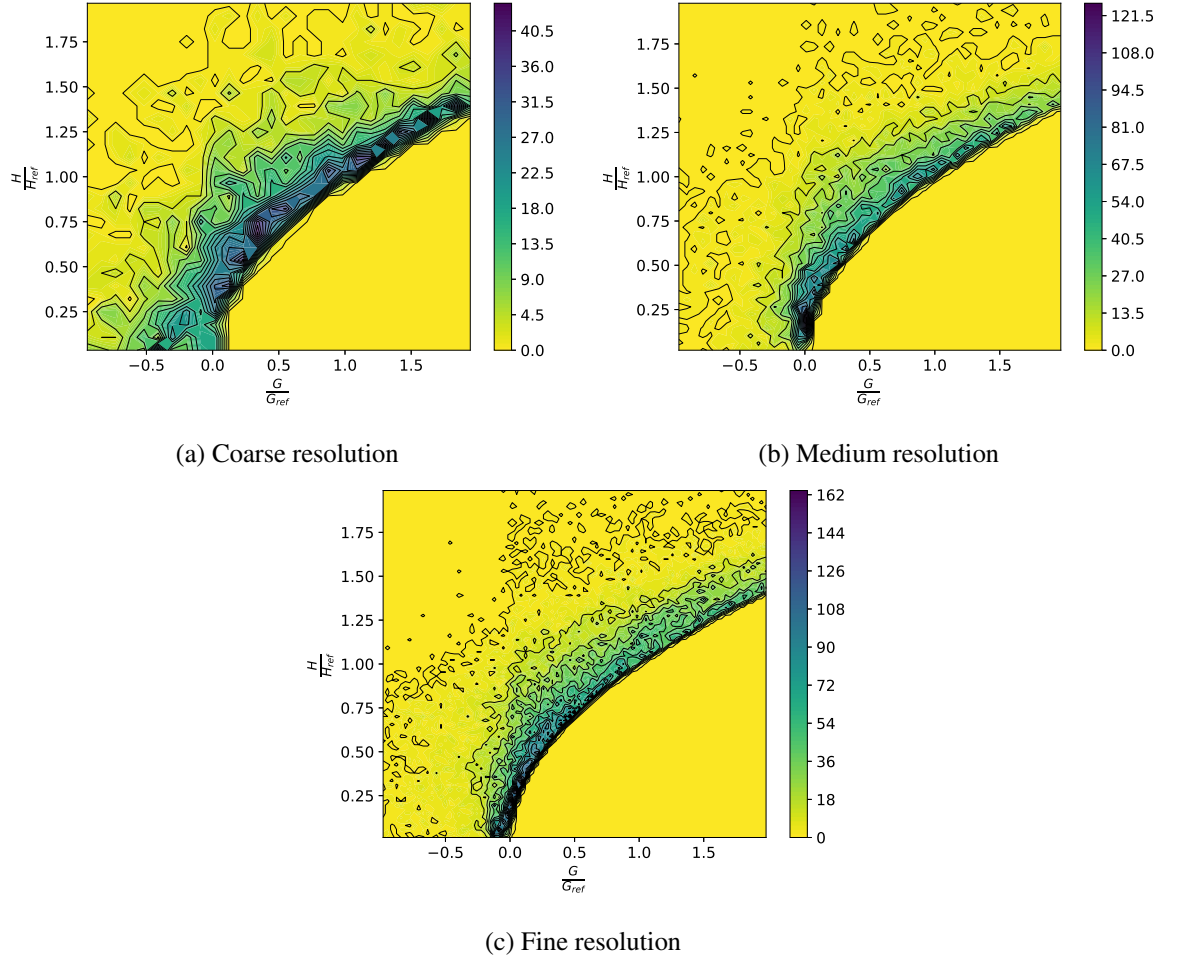 1.75
1.50
1.25
1.00
0.75
0.50
0.25
H
H_ref
−0.5 0.0 0.5 1.0 1.5
G
G_ref
40.5
36.0
31.5
27.0
22.5
18.0
13.5
9.0
4.5
0.0
(a) Coarse resolution
1.75
1.50
1.25
1.00
0.75
0.50
0.25
H
H_ref
−0.5 0.0 0.5 1.0 1.5
G
G_ref
121.5
108.0
94.5
81.0
67.5
54.0
40.5
27.0
13.5
0.0
(b) Medium resolution
1.75
1.50
1.25
1.00
0.75
0.50
0.25
H
H_ref
−0.5 0.0 0.5 1.0 1.5
G
G_ref
162
144
126
108
90
72
54
36
18
0
(c) Fine resolution